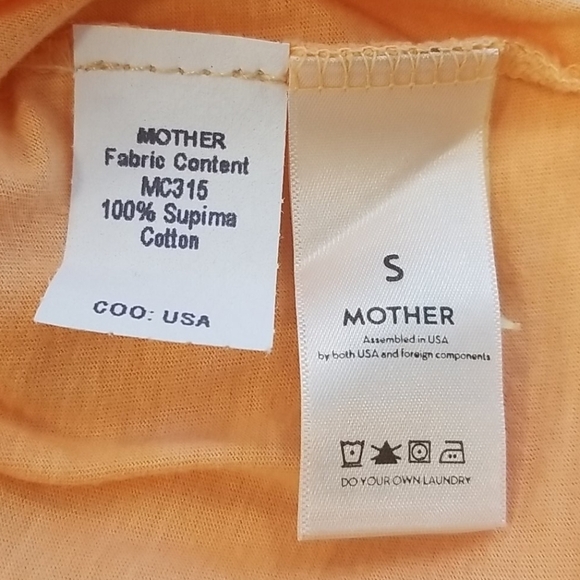 MOTHER
Fabric Content
MC315
100% Supima
Cotton
COO: USA
S
MOTHER
Assembled in USA
by both USA and foreign components
DO YOUR OWN LAUNDRY